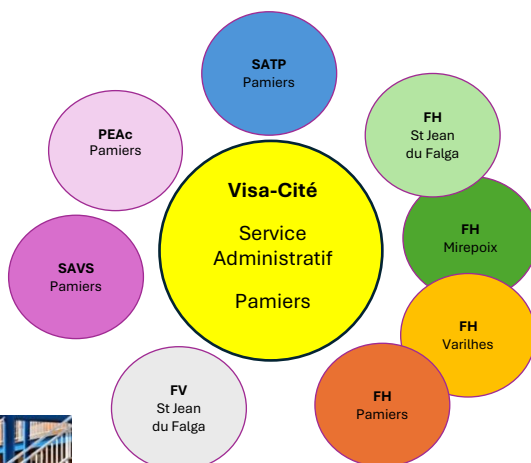 SATP
Pamiers
PEAc
Pamiers
FH
St Jean
du Falga
Visa-Cité
Service
Administratif
Pamiers
FH
Mirepoix
SAVS
Pamiers
FH
Varilhes
FV
St Jean
du Falga
FH
Pamiers